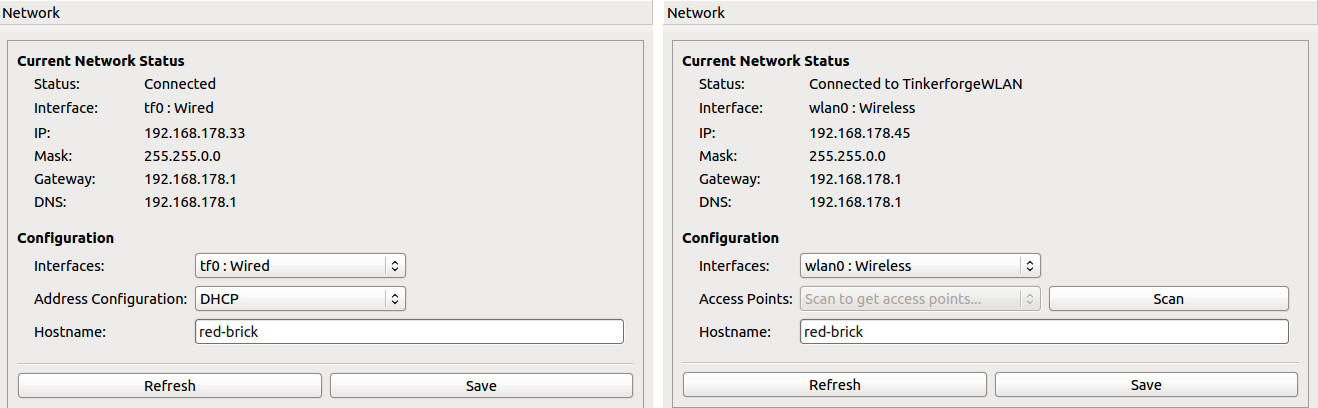 Network
Current Network Status
Status: Connected
Interface: tf0 : Wired
IP: 192.168.178.33
Mask: 255.255.0.0
Gateway: 192.168.178.1
DNS: 192.168.178.1
Configuration
Interfaces: tf0 : Wired
Address Configuration: DHCP
Hostname: red-brick
Refresh Save
Network
Current Network Status
Status: Connected to TinkerforgeWLAN
Interface: wlan0 : Wireless
IP: 192.168.178.45
Mask: 255.255.0.0
Gateway: 192.168.178.1
DNS: 192.168.178.1
Configuration
Interfaces: wlan0 : Wireless
Access Points: Scan to get access points... Scan
Hostname: red-brick
Refresh Save